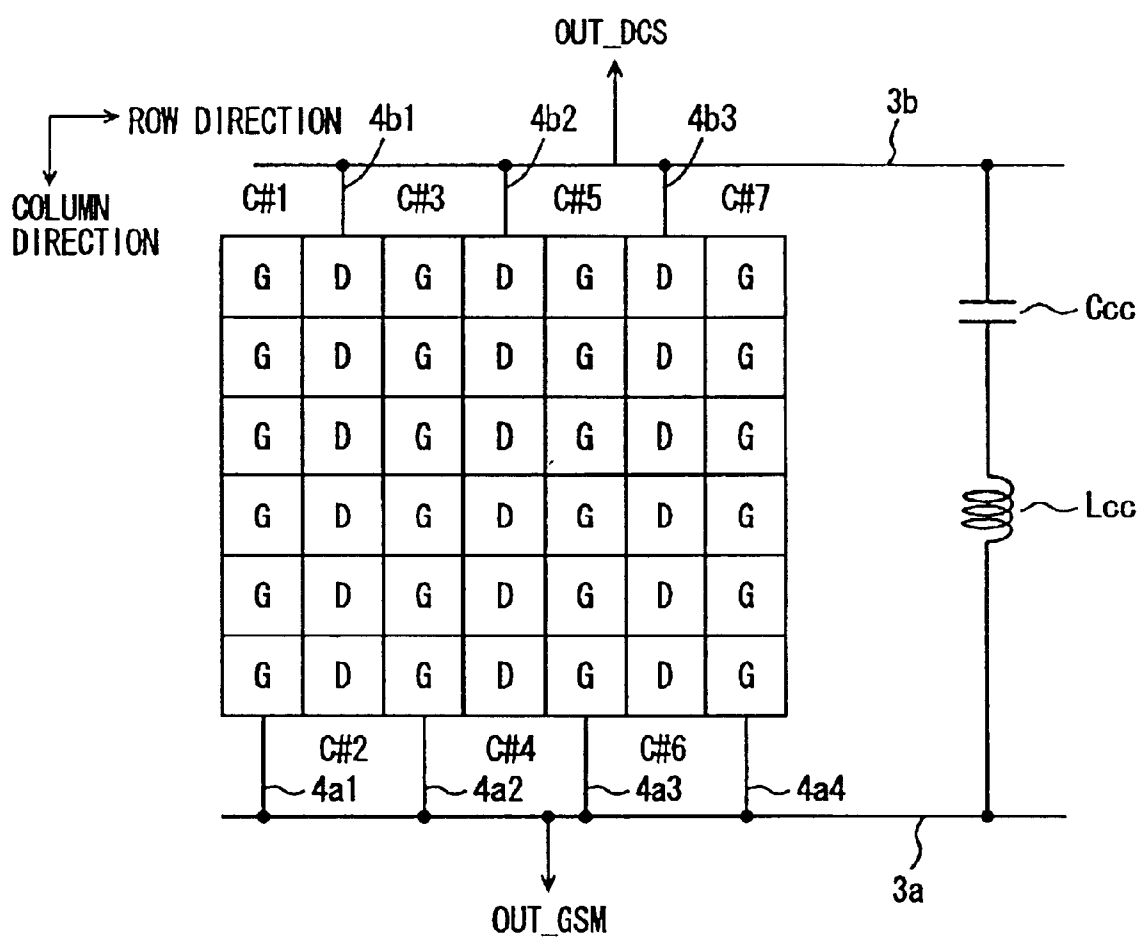 OUT_DCS
ROW DIRECTION
4b1
4b2
4b3
3b
COLUMN
DIRECTION
C#1
C#3
C#5
C#7
G D G D G D G
Ccc
G D G D G D G
G D G D G D G
G D G D G D G
Lcc
G D G D G D G
G D G D G D G
C#2
C#4
C#6
4a1
4a2
4a3
4a4
3a
OUT_GSM